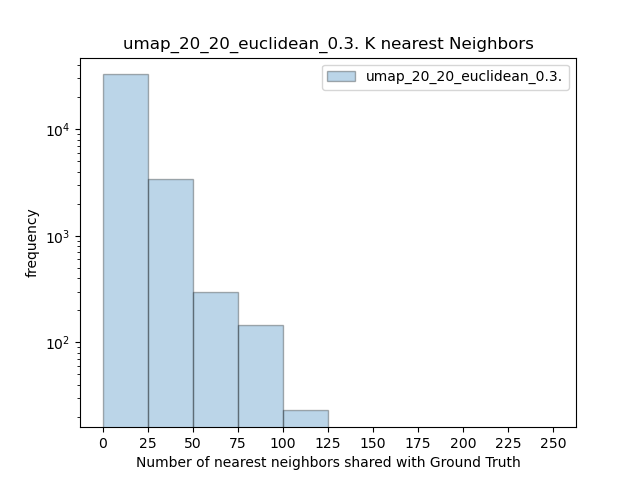 umap_20_20_euclidean_0.3. K nearest Neighbors
umap_20_20_euclidean_0.3.
frequency
10^4
10^3
10^2
0 25 50 75 100 125 150 175 200 225 250
Number of nearest neighbors shared with Ground Truth